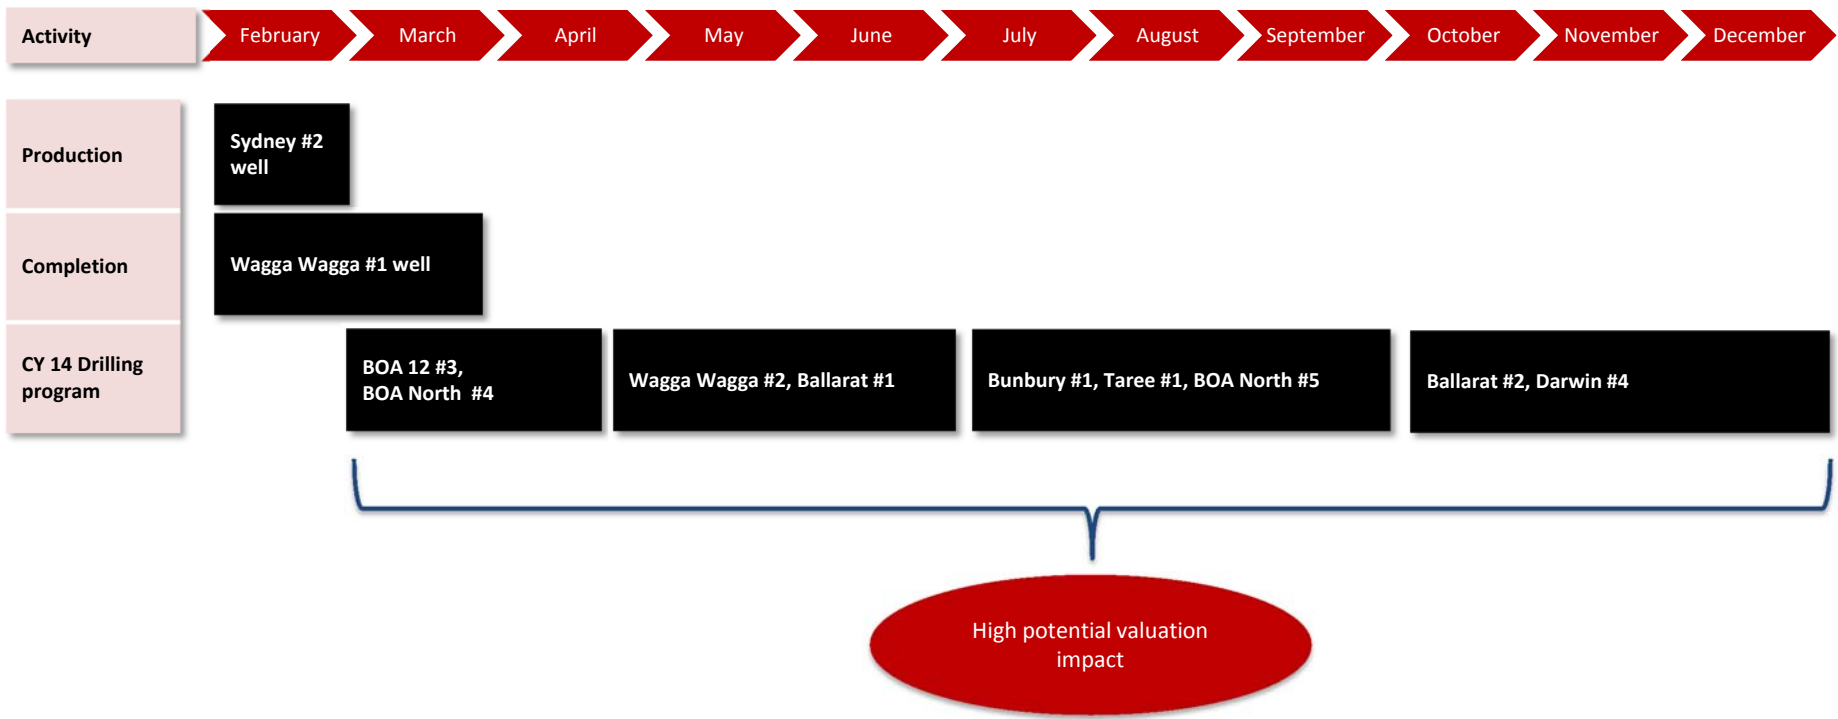 Activity
February
March
April
May
June
July
August
September
October
November
December
Production
Sydney #2
well
Completion
Wagga Wagga #1 well
CY 14 Drilling
program
BOA 12 #3,
BOA North  #4
Wagga Wagga #2, Ballarat #1
Bunbury #1, Taree #1, BOA North #5
Ballarat #2, Darwin #4
High potential valuation
impact